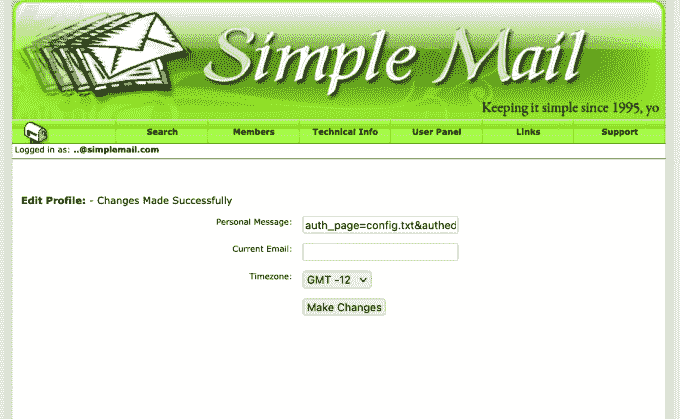 Simple Mail
Keeping it simple since 1995, yo
Search Members Technical Info User Panel Links Support
Logged in as: ..@simplemail.com
Edit Profile: - Changes Made Successfully
Personal Message: auth_page=config.txt&authed
Current Email:
Timezone: GMT -12
Make Changes